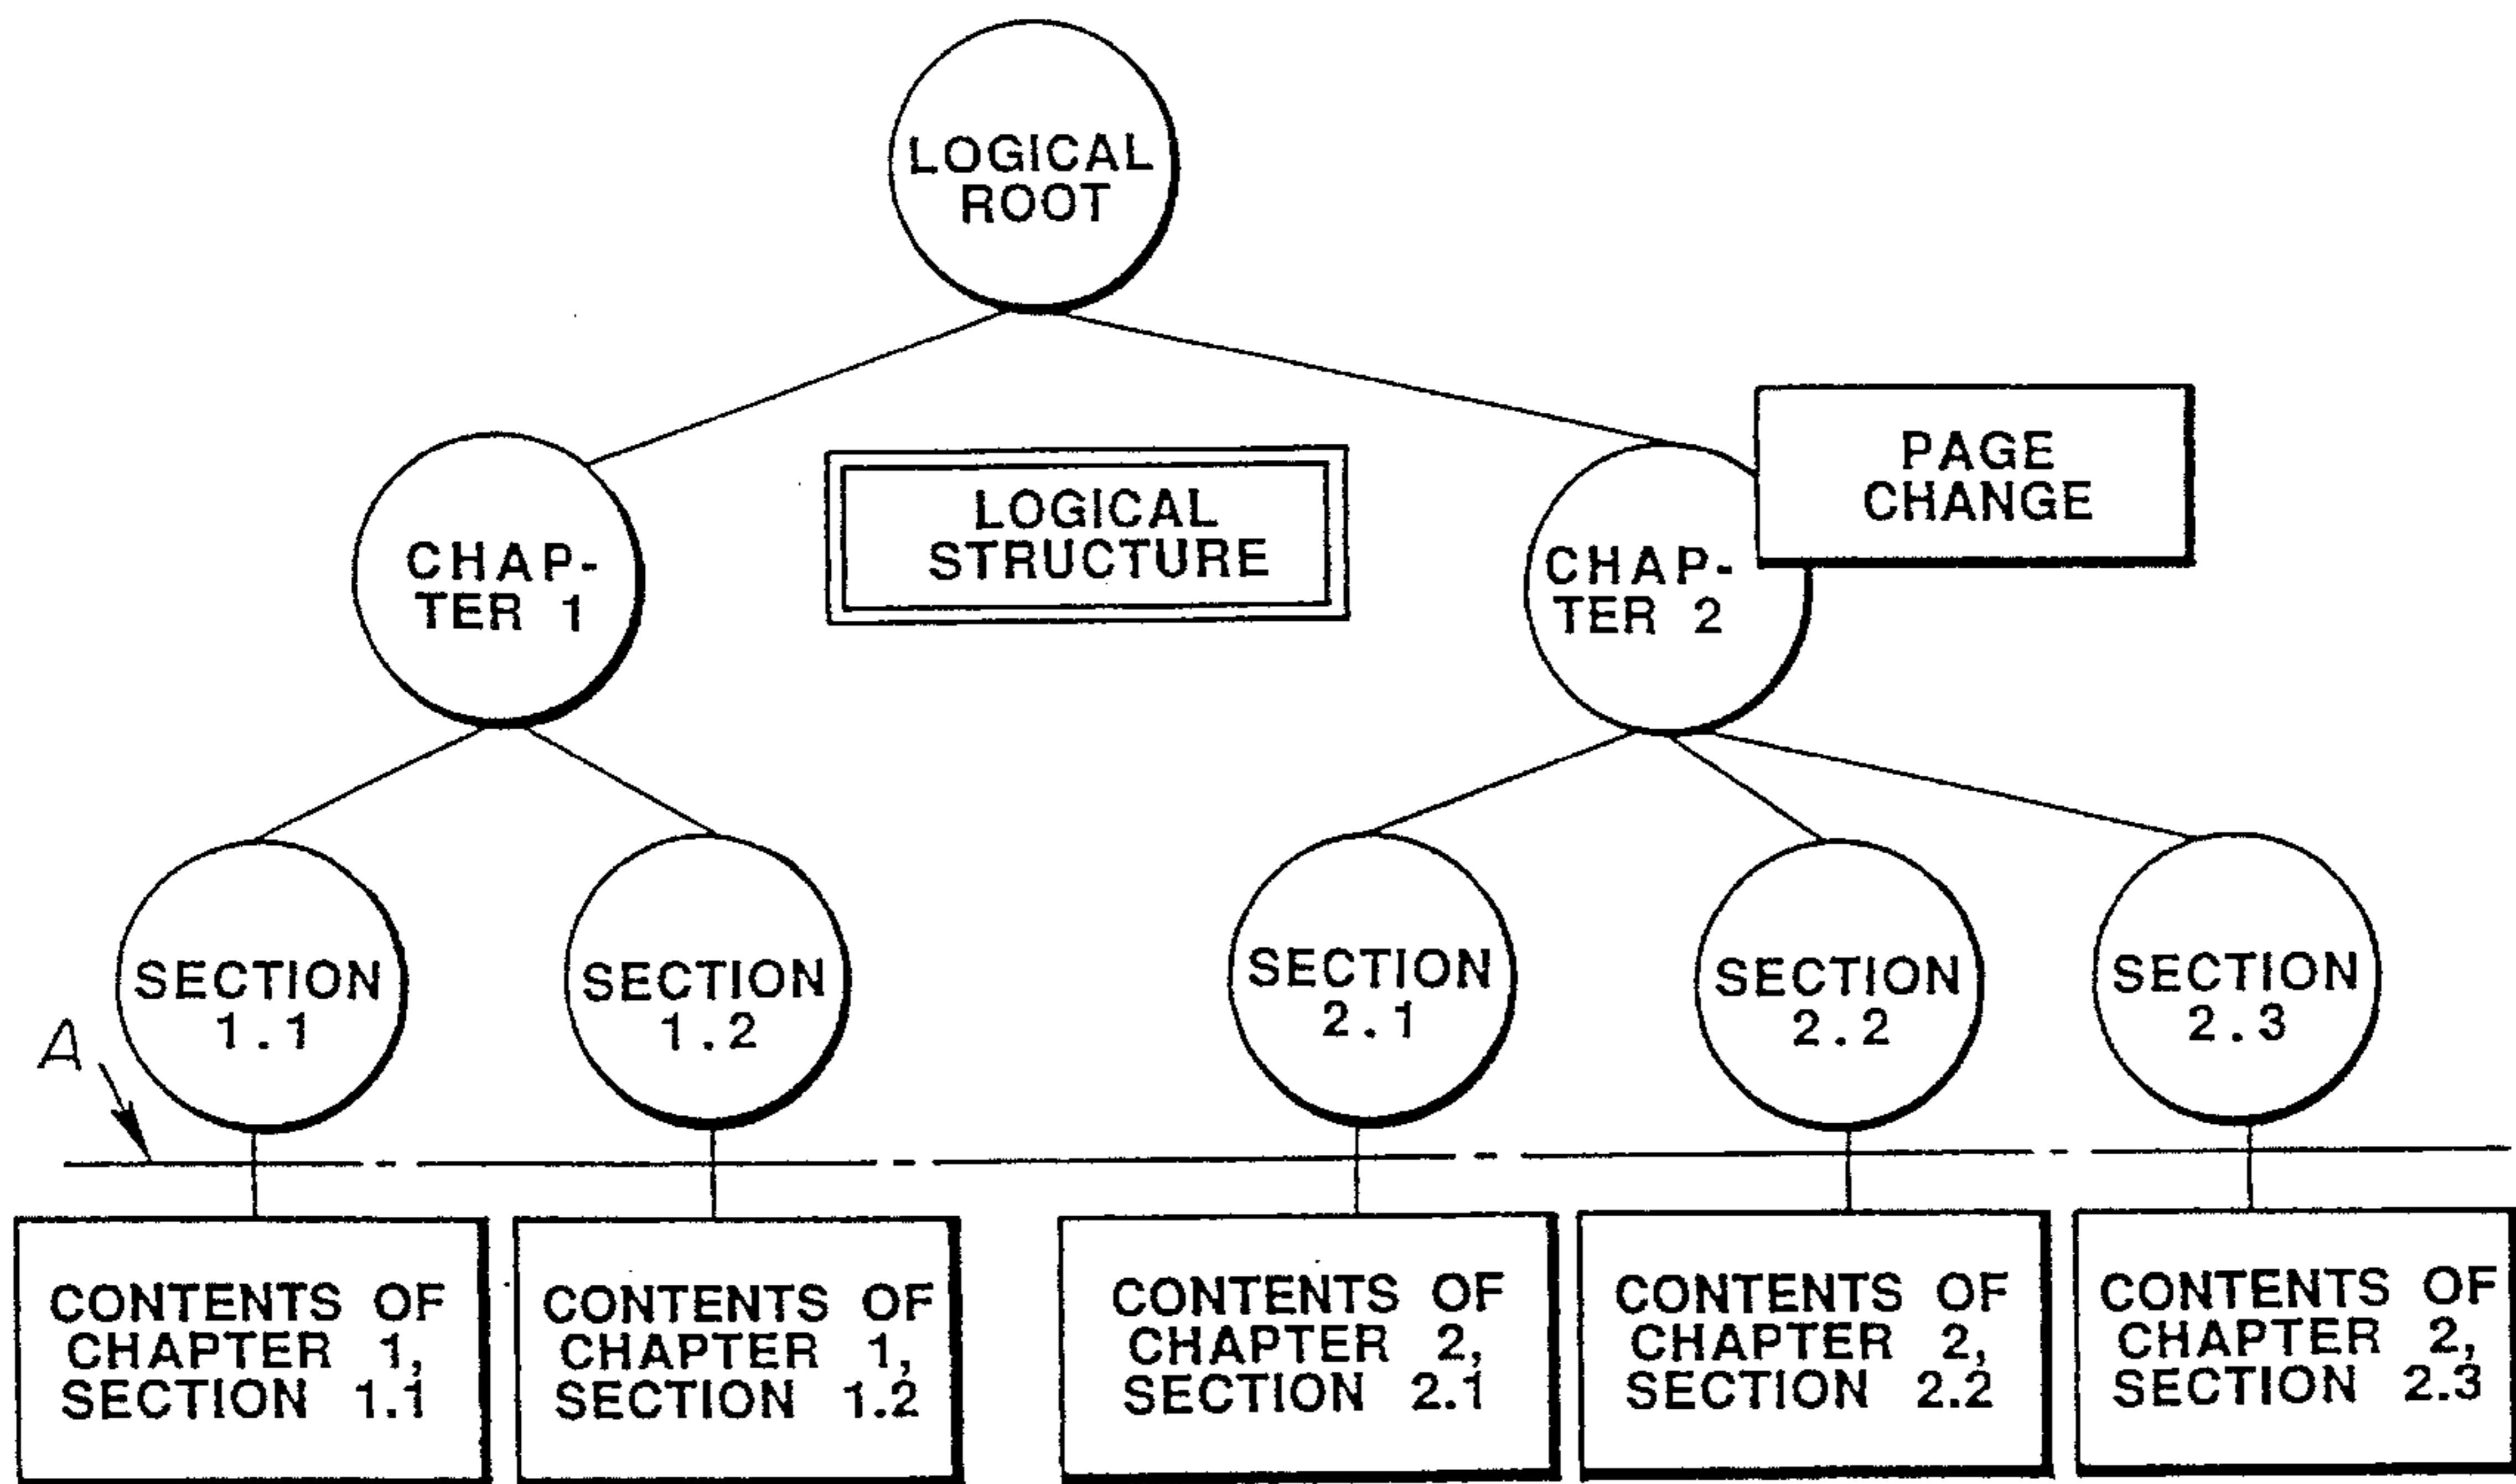 LOGICAL
ROOT
PAGE
CHANGE
LOGICAL
STRUCTURE
CHAP-
TER 1
CHAP-
TER 2
SECTION
1.1
SECTION
1.2
SECTION
2.1
SECTION
2.2
SECTION
2.3
A
CONTENTS OF
CHAPTER 1,
SECTION 1.1
CONTENTS OF
CHAPTER 1,
SECTION 1.2
CONTENTS OF
CHAPTER 2,
SECTION 2.1
CONTENTS OF
CHAPTER 2,
SECTION 2.2
CONTENTS OF
CHAPTER 2,
SECTION 2.3